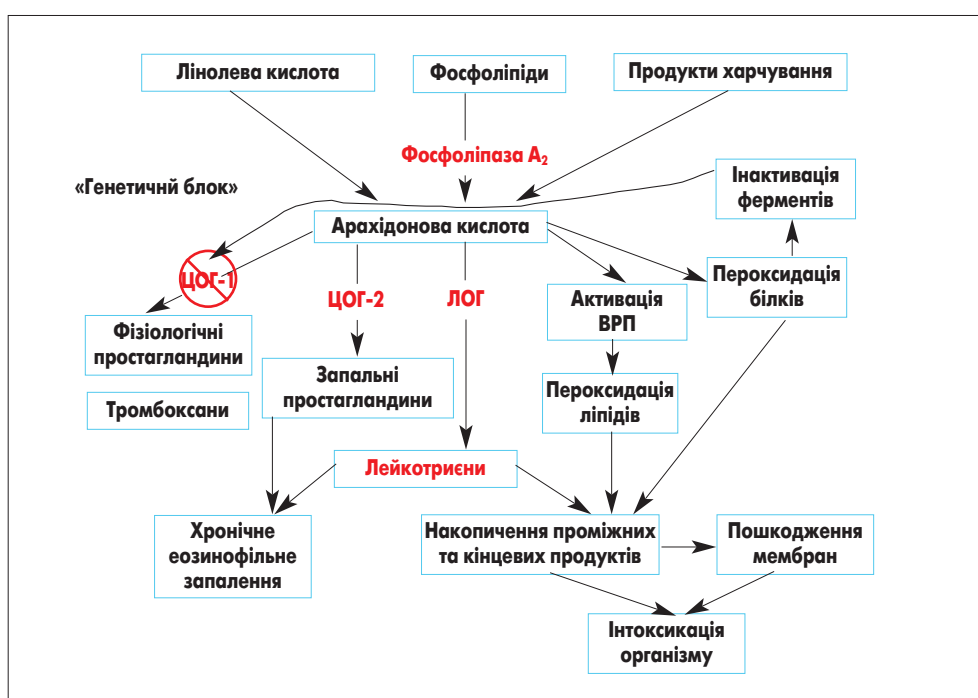 Лінолева кислота
Фосфоліпіди
Продукти харчування
Фосфоліпаза А₂
«Генетичнй блок»
Інактивація
ферментів
Арахідонова кислота
ЦОГ-1
ЦОГ-2
ЛОГ
Активація
ВРП
Пероксидація
білків
Фізіологічні
простагландини
Запальні
простагландини
Пероксидація
ліпідів
Тромбоксани
Лейкотриєни
Хронічне
еозинофільне
запалення
Накопичення проміжних
та кінцевих продуктів
Пошкодження
мембран
Інтоксикація
організму